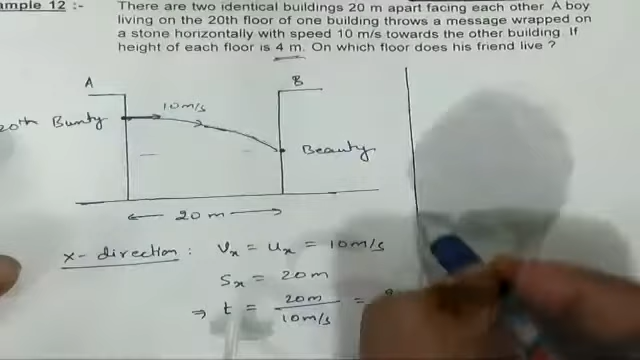 ample 12 :- There are two identical buildings 20 m apart facing each other. A boy
living on the 20th floor of one building throws a message wrapped on
a stone horizontally with speed 10 m/s towards the other building. If
height of each floor is 4 m. On which floor does his friend live ?
A B
10m/s
20th Bunty
Beauty
20 m
x-direction : Vx = ux = 10m/s
Sx = 20m
⇒ t = 20m/10m/s =